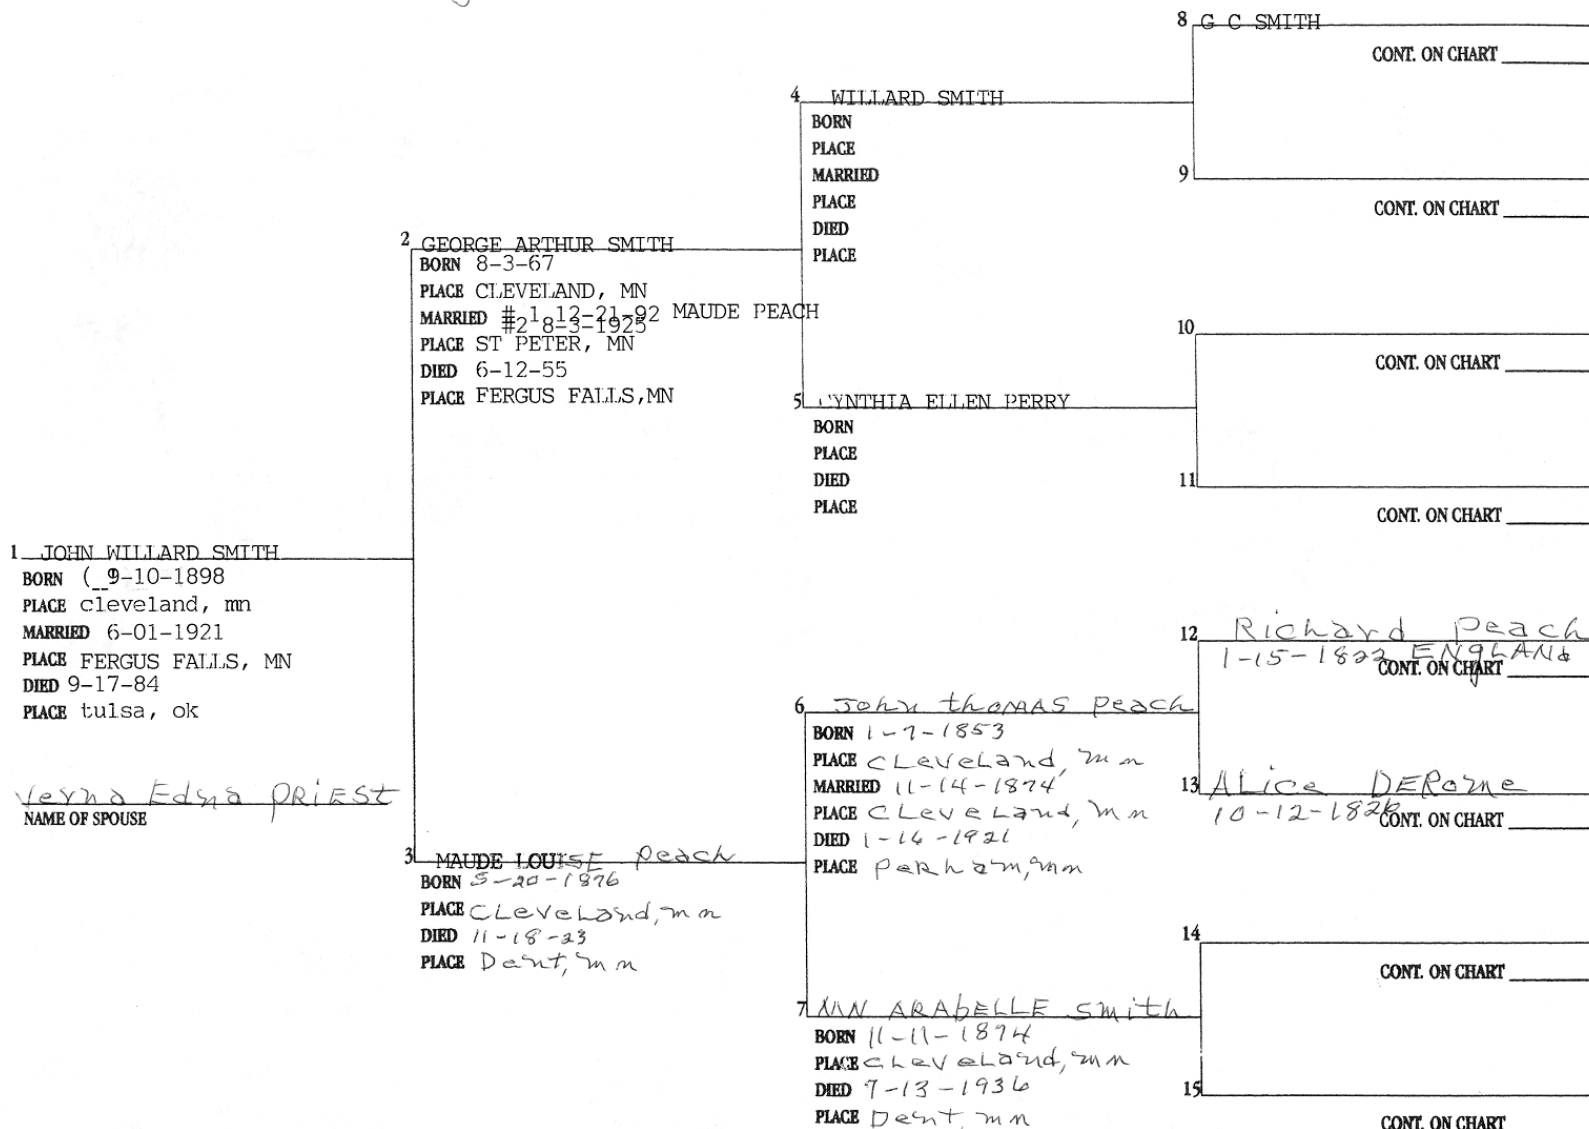 8 G C SMITH
CONT. ON CHART
9
CONT. ON CHART
4 WILLARD SMITH
BORN
PLACE
MARRIED
PLACE
DIED
PLACE
10
CONT. ON CHART
11
CONT. ON CHART
2 GEORGE ARTHUR SMITH
BORN 8-3-67
PLACE CLEVELAND, MN
MARRIED # 1 12-21-92 MAUDE PEACH
#2 8-3-1925
PLACE ST PETER, MN
DIED 6-12-55
PLACE FERGUS FALLS,MN
5 CYNTHIA ELLEN PERRY
BORN
PLACE
DIED
PLACE
1 JOHN WILLARD SMITH
BORN ( 9-10-1898
PLACE cleveland, mn
MARRIED 6-01-1921
PLACE FERGUS FALLS, MN
DIED 9-17-84
PLACE tulsa, ok
Verna Edna PRIEST
NAME OF SPOUSE
12 Richard Peach
1-15-1822 ENgLANd
CONT. ON CHART
13 ALice DERome
10-12-1826
CONT. ON CHART
6 John thomAS peach
BORN 1-7-1853
PLACE CLeveLand, mn
MARRIED 11-14-1874
PLACE CLeveLand, mn
DIED 1-14-1921
PLACE peRham, mn
3 MAUDE LOUISE peach
BORN 5-20-1876
PLACE CLeveLand, mn
DIED 11-18-23
PLACE Dent, mn
14
CONT. ON CHART
15
CONT. ON CHART
7 ANN ARAbELLE smith
BORN 11-11-1874
PLACE cLeveLand, mn
DIED 7-13-1936
PLACE Dent, mn